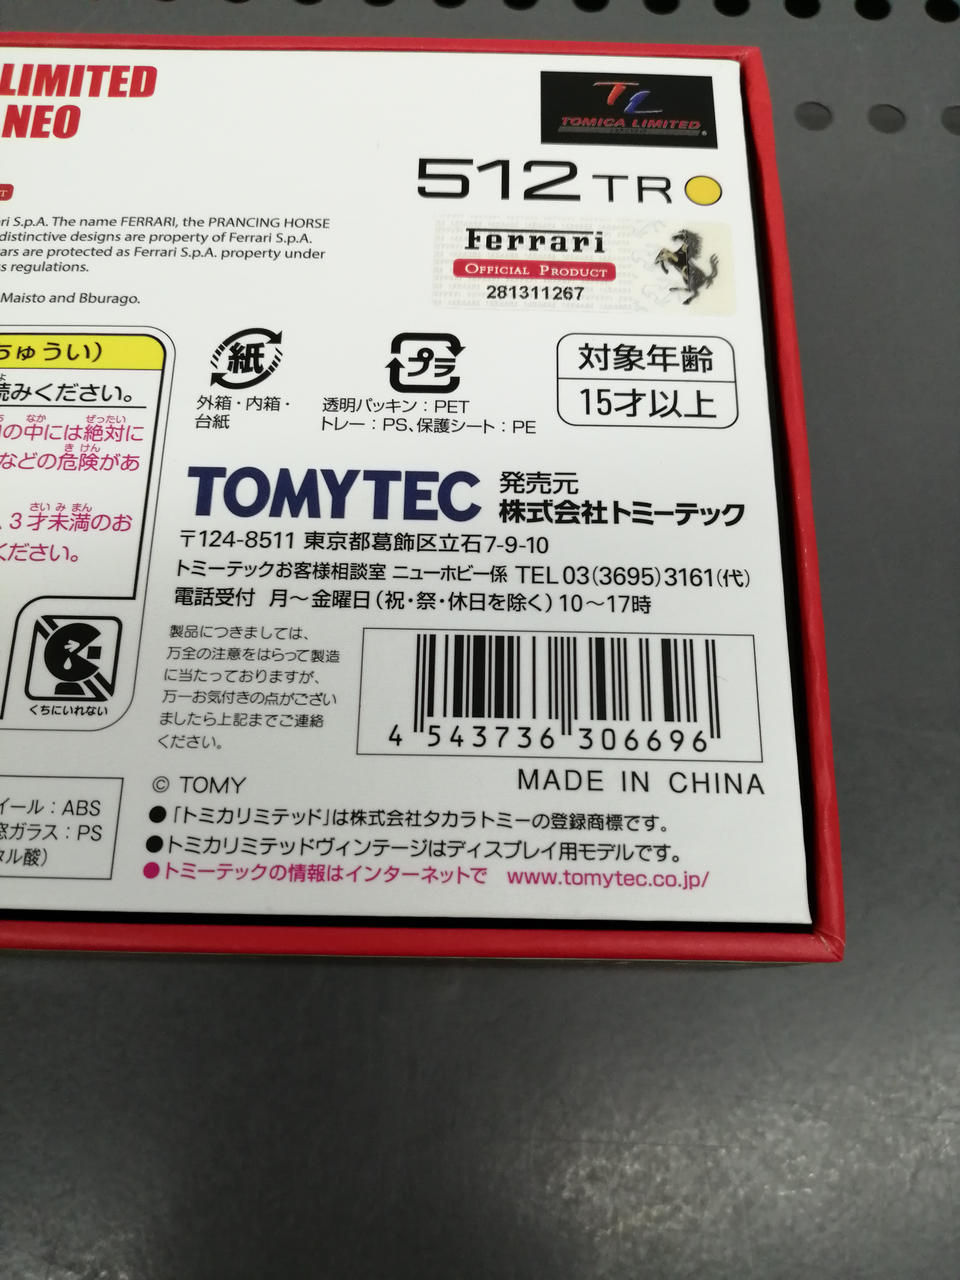 LIMITED
NEO
TL
TOMICA LIMITED
512 TR
ri S.p.A. The name FERRARI, the PRANCING HORSE
distinctive designs are property of Ferrari S.p.A.
ars are protected as Ferrari S.p.A. property under
s regulations.
Maisto and Bburago.
Ferrari
OFFICIAL PRODUCT
281311267
ちゅうい）
読みください。
の中には絶対に
などの危険があ
、3才未満のお
ください。
くちにいれない
紙
外箱・内箱・
台紙
プラ
透明パッキン：PET
トレー：PS、保護シート：PE
対象年齢
15才以上
TOMYTEC
発売元
株式会社トミーテック
〒124-8511 東京都葛飾区立石7-9-10
トミーテックお客様相談室 ニューホビー係 TEL 03(3695)3161(代)
電話受付 月～金曜日(祝・祭・休日を除く)10～17時
製品につきましては、
万全の注意をはらって製造
に当たっておりますが、
万一お気付きの点がござい
ましたら上記までご連絡
ください。
4 543736 306696
MADE IN CHINA
© TOMY
イール：ABS
窓ガラス：PS
タル酸）
●「トミカリミテッド」は株式会社タカラトミーの登録商標です。
●トミカリミテッドヴィンテージはディスプレイ用モデルです。
●トミーテックの情報はインターネットで www.tomytec.co.jp/